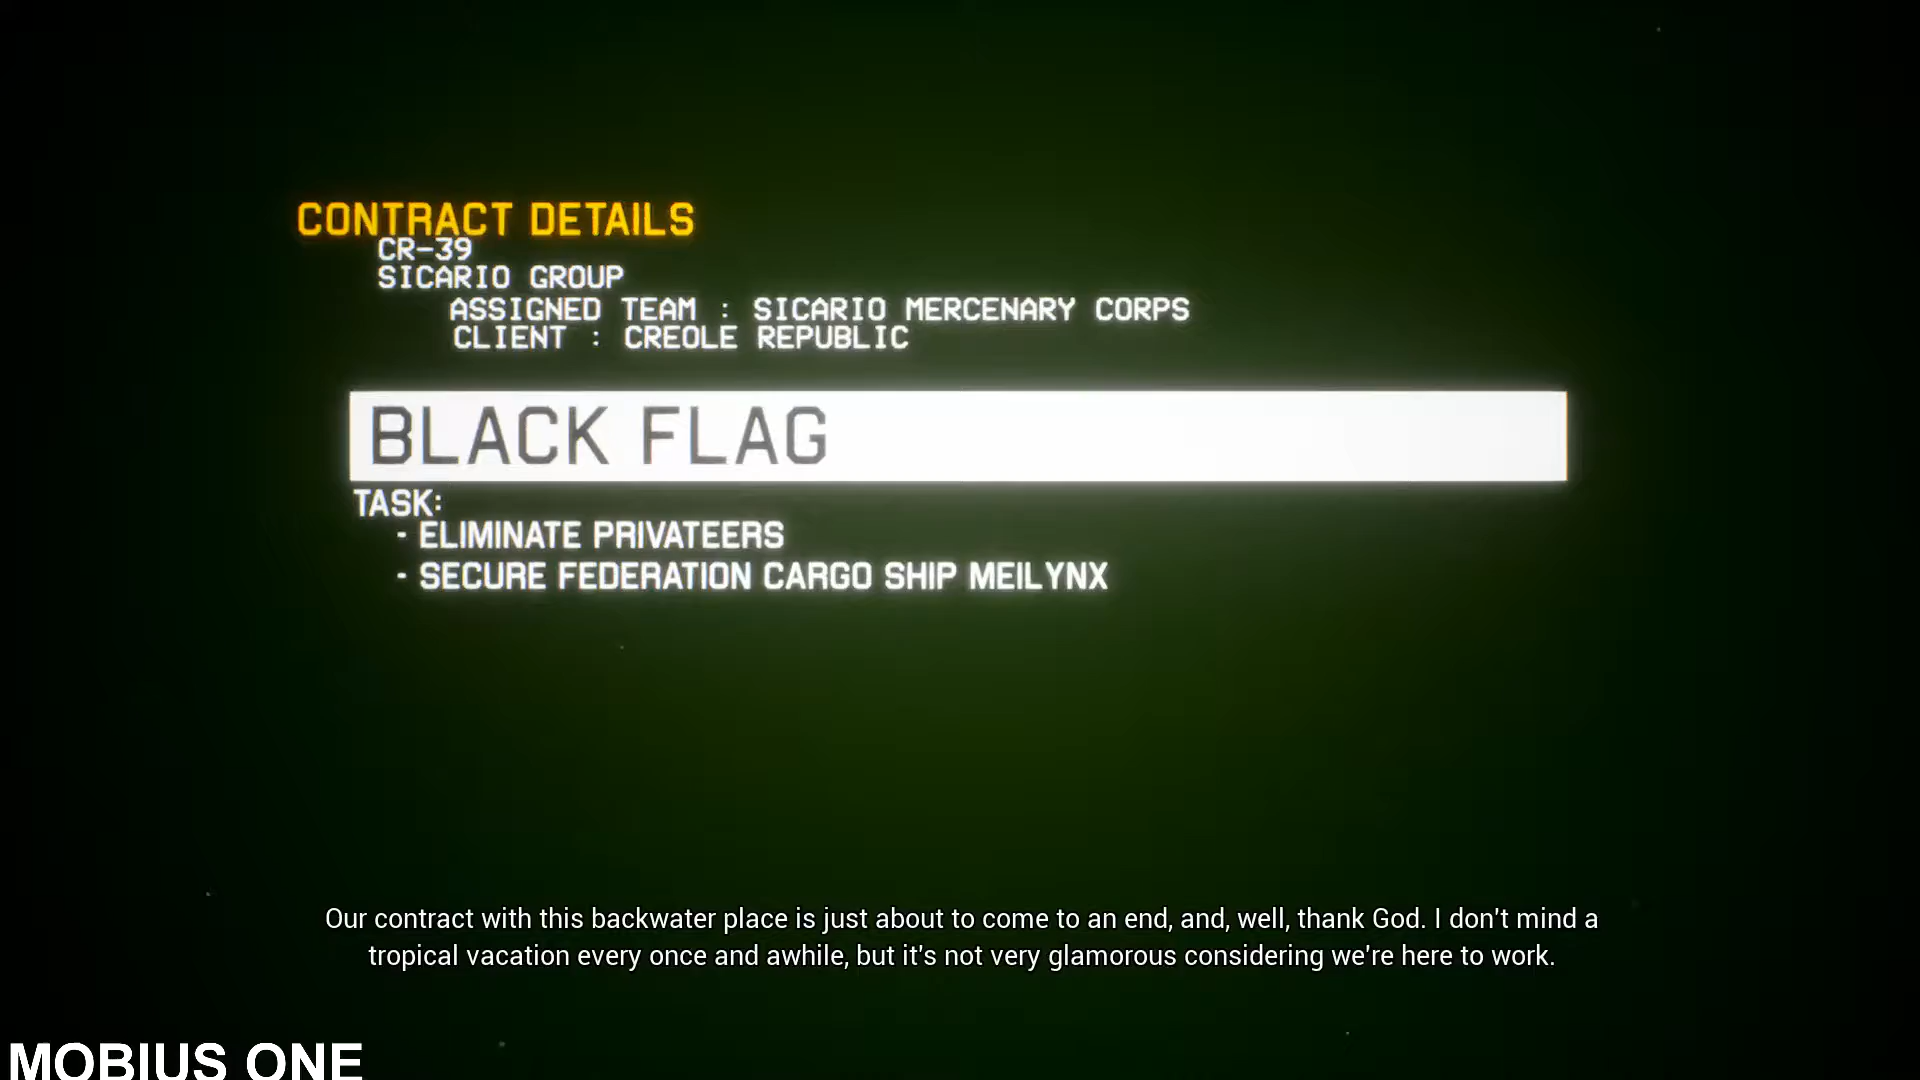 CONTRACT DETAILS
CR-39
SICARIO GROUP
ASSIGNED TEAM : SICARIO MERCENARY CORPS
CLIENT : CREOLE REPUBLIC
BLACK FLAG
TASK:
- ELIMINATE PRIVATEERS
- SECURE FEDERATION CARGO SHIP MEILYNX
Our contract with this backwater place is just about to come to an end, and, well, thank God. I don't mind a
tropical vacation every once and awhile, but it's not very glamorous considering we're here to work.
MOBIUS ONE